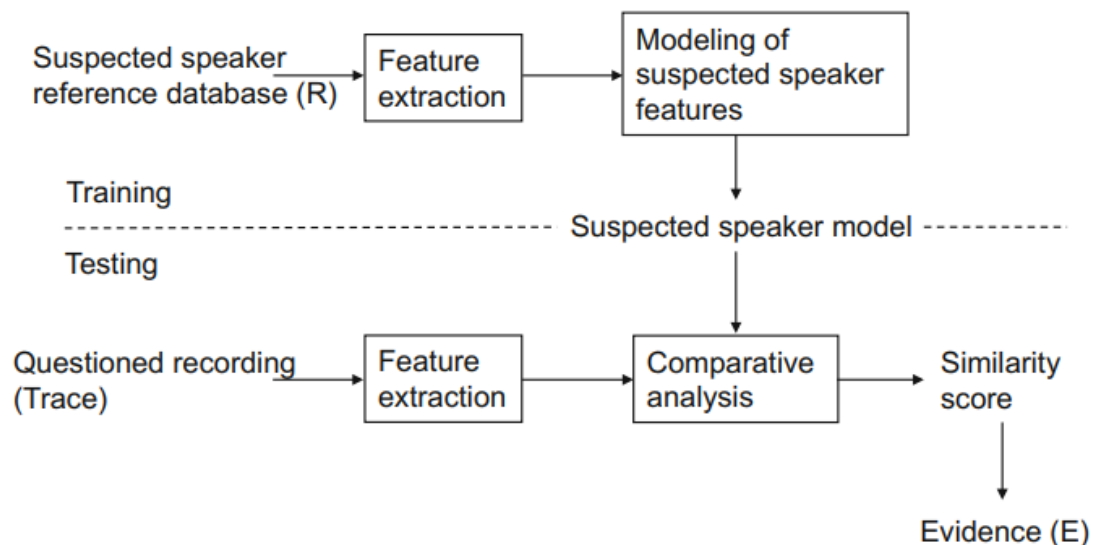 Suspected speaker
reference database (R)
Feature
extraction
Modeling of
suspected speaker
features
Training
Suspected speaker model
Testing
Questioned recording
(Trace)
Feature
extraction
Comparative
analysis
Similarity
score
Evidence (E)